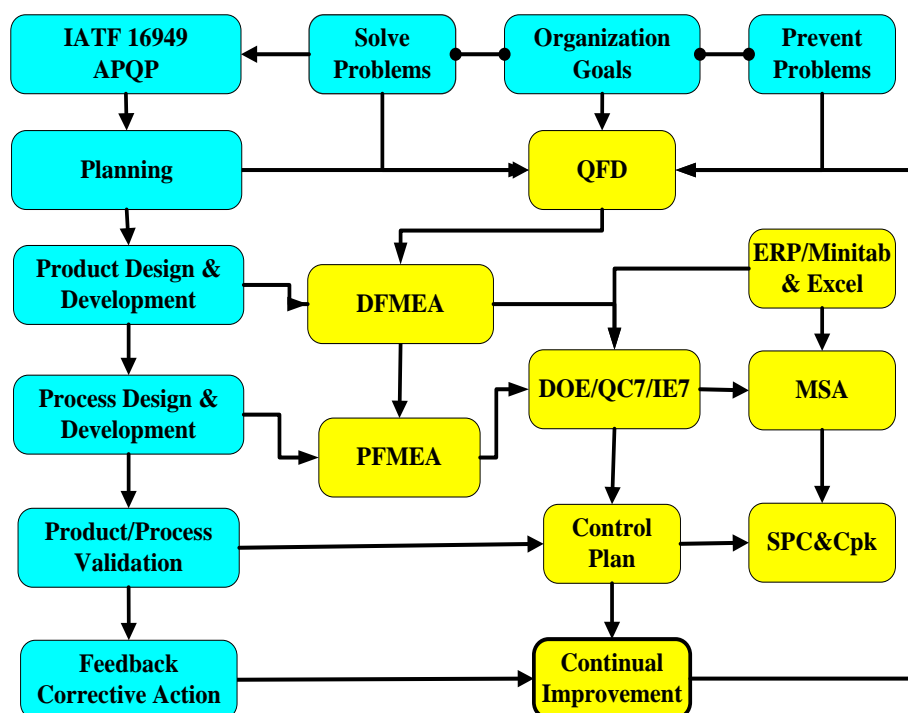 IATF 16949
APQP
Solve
Problems
Organization
Goals
Prevent
Problems
Planning
QFD
Product Design &
Development
DFMEA
ERP/Minitab
& Excel
Process Design &
Development
PFMEA
DOE/QC7/IE7
MSA
Product/Process
Validation
Control
Plan
SPC&Cpk
Feedback
Corrective Action
Continual
Improvement